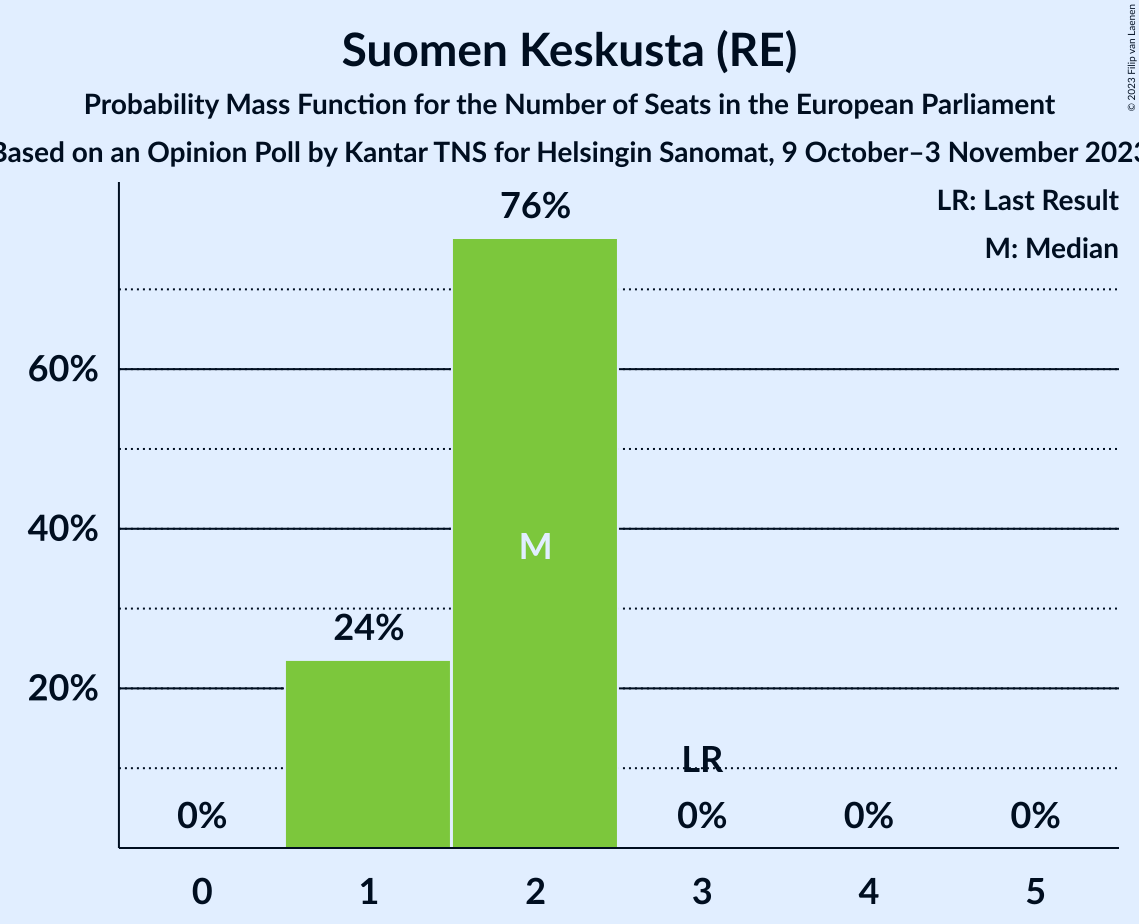 Suomen Keskusta (RE)
Probability Mass Function for the Number of Seats in the European Parliament
Based on an Opinion Poll by Kantar TNS for Helsingin Sanomat, 9 October–3 November 2023
© 2023 Filip van Laenen
LR: Last Result
M: Median
76%
60%
40%
M
24%
20%
LR
0%
0%
0%
0%
0
1
2
3
4
5